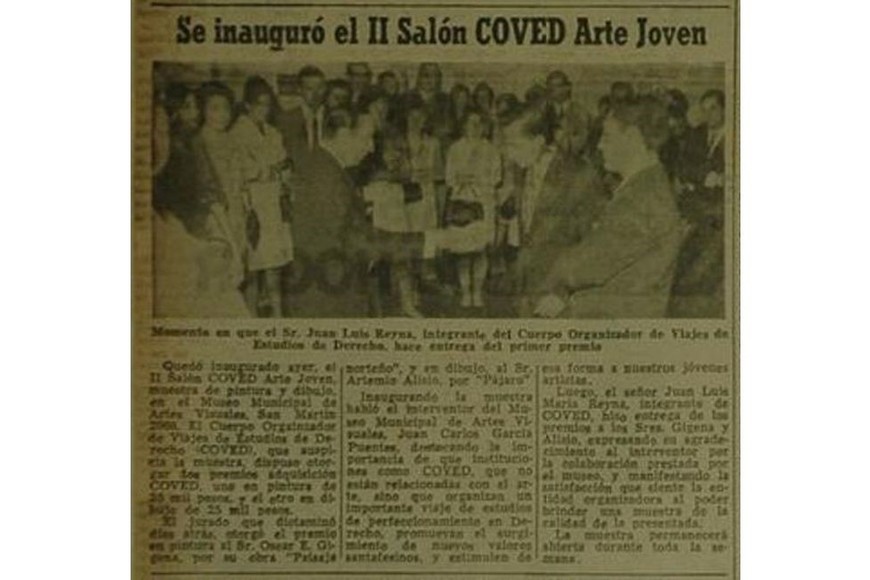 Se inauguró el II Salón COVED Arte Joven
Momento en que el Sr. Juan Luis Reyna, integrante del Cuerpo Organizador de Viajes de
Estudios de Derecho, hace entrega del primer premio
Quedó inaugurado ayer, el
II Salón COVED Arte Joven,
muestra de pintura y dibujo,
en el Museo Municipal de
Artes Visuales, San Martín
2068. El Cuerpo Organizador
de Viajes de Estudios de De-
recho (COVED), que auspi-
cia la muestra, dispuso otor-
gar dos premios adquisición
COVED, uno en pintura de
35 mil pesos, y el otro en di-
bujo de 25 mil pesos.
El jurado que dictaminó
días atrás, otorgó el premio
en pintura al Sr. Oscar E. Gi-
gena, por su obra "Paisaje
norteño", y en dibujo, al Sr.
Artemio Alisio, por "Pájaro"
Inaugurando la muestra
habló el interventor del Mu-
seo Municipal de Artes Vi-
suales, Juan Carlos García
Puentes, destacando la im-
portancia de que institucio-
nes como COVED, que no
están relacionadas con el ar-
te, sino que organizan un
importante viaje de estudios
de perfeccionamiento en De-
recho, promuevan el surgi-
miento de nuevos valores
santafesinos, y estimulen de
esa forma a nuestros jóvenes
artistas.
Luego, el señor Juan Luis
María Reyna, integrante de
COVED, hizo entrega de los
premios a los Sres. Gigena y
Alisio, expresando su agrade-
cimiento al interventor por
la colaboración prestada por
el museo, y manifestando la
satisfacción que siente la en-
tidad organizadora al poder
brindar una muestra de la
calidad de la presentada.
La muestra permanecerá
abierta durante toda la se-
mana.